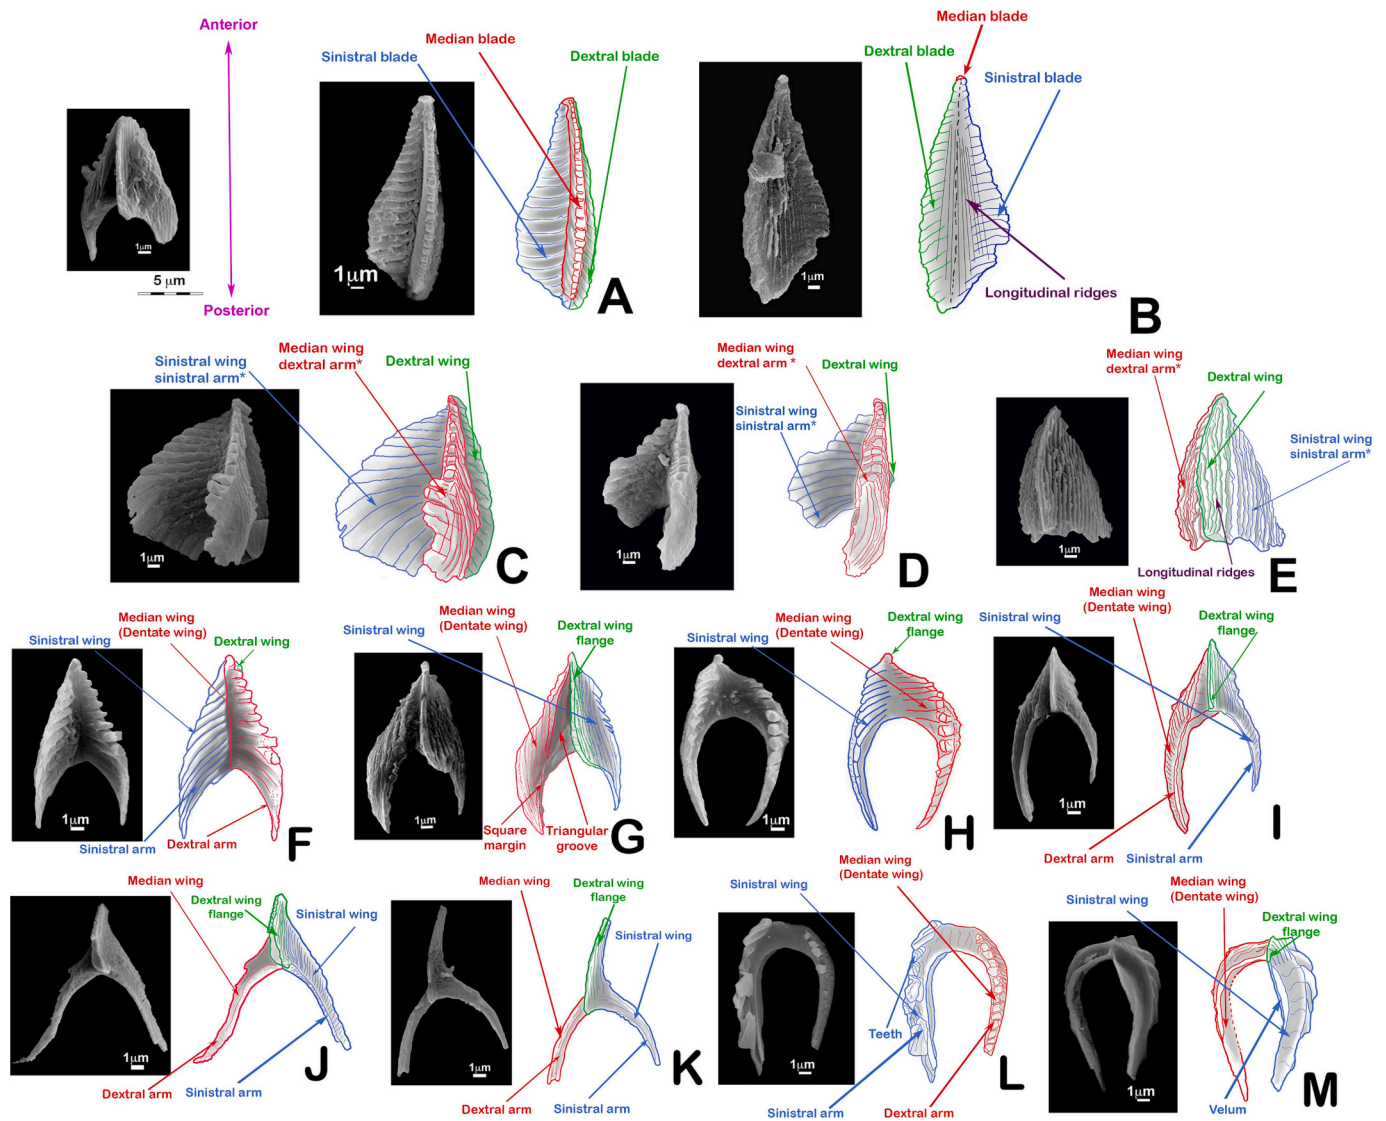 Anterior
Posterior
1µm
5 µm
Sinistral blade
Median blade
Dextral blade
1µm
A
Median blade
Dextral blade
Sinistral blade
Longitudinal ridges
1µm
B
Sinistral wing
sinistral arm*
Median wing
dextral arm*
Dextral wing
1µm
C
Median wing
dextral arm *
Dextral wing
Sinistral wing
sinistral arm*
1µm
D
Median wing
dextral arm*
Dextral wing
Sinistral wing
sinistral arm*
Longitudinal ridges
1µm
E
Sinistral wing
Median wing
(Dentate wing)
Dextral wing
Sinistral arm
Dextral arm
1µm
F
Sinistral wing
Median wing
(Dentate wing)
Dextral wing
flange
Square
margin
Triangular
groove
1µm
G
Sinistral wing
Median wing
(Dentate wing)
Dextral wing
flange
1µm
H
Sinistral wing
Median wing
(Dentate wing)
Dextral wing
flange
Dextral arm
Sinistral arm
1µm
I
Median wing
Dextral wing
flange
Sinistral wing
Dextral arm
Sinistral arm
1µm
J
Median wing
Dextral wing
flange
Sinistral wing
Dextral arm
Sinistral arm
1µm
K
Sinistral wing
Median wing
(Dentate wing)
Teeth
Sinistral arm
Dextral arm
1µm
L
Sinistral wing
Median wing
(Dentate wing)
Dextral wing
flange
Velum
1µm
M